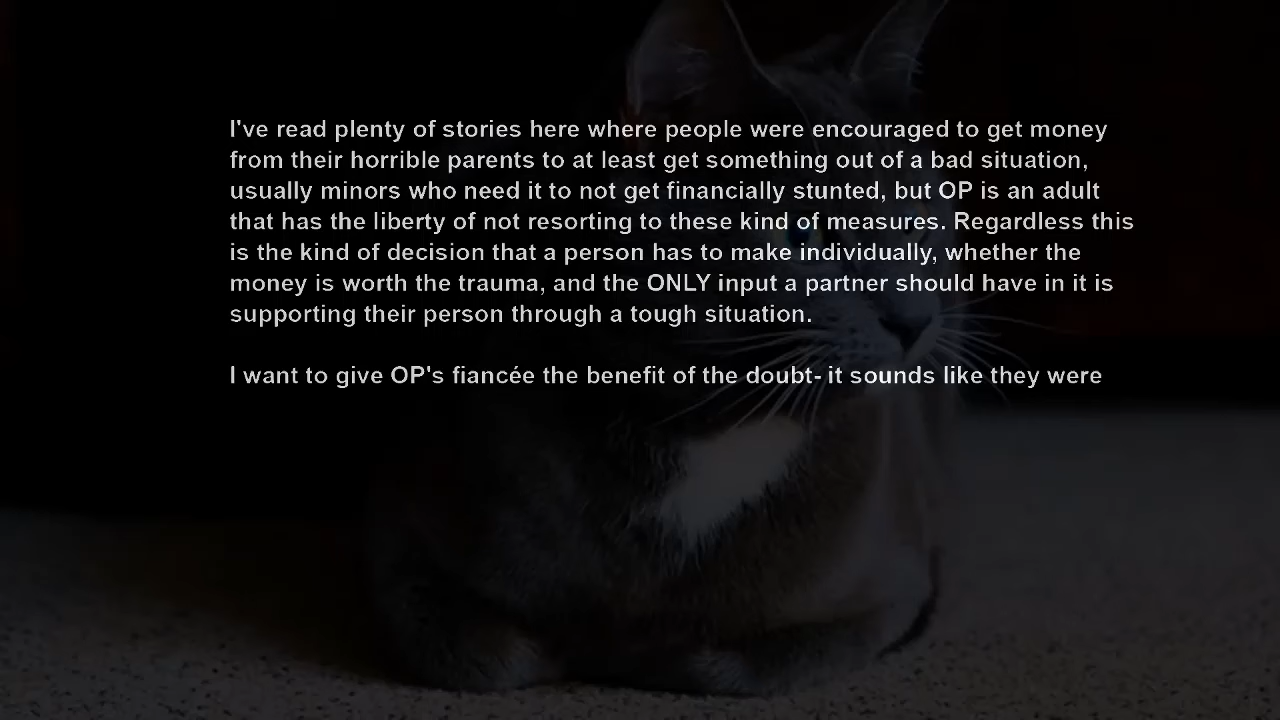 I've read plenty of stories here where people were encouraged to get money
from their horrible parents to at least get something out of a bad situation,
usually minors who need it to not get financially stunted, but OP is an adult
that has the liberty of not resorting to these kind of measures. Regardless this
is the kind of decision that a person has to make individually, whether the
money is worth the trauma, and the ONLY input a partner should have in it is
supporting their person through a tough situation.
I want to give OP's fiancée the benefit of the doubt- it sounds like they were